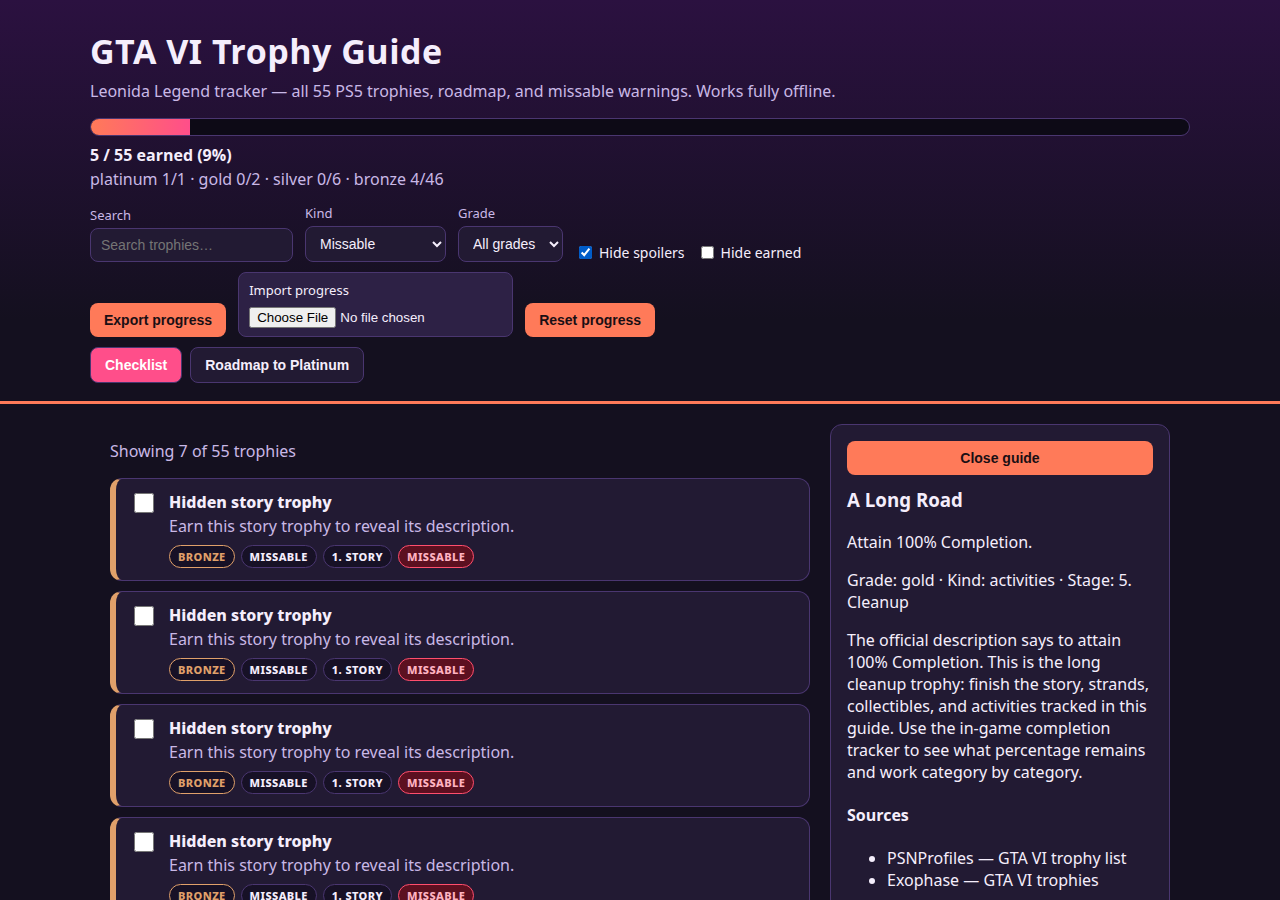 GTA VI Trophy Guide
Leonida Legend tracker — all 55 PS5 trophies, roadmap, and missable warnings. Works fully offline.
5 / 55 earned (9%)
platinum 1/1 · gold 0/2 · silver 0/6 · bronze 4/46
Search
Kind
Grade
Search trophies…
Missable
All grades
Hide spoilers
Hide earned
Export progress
Import progress
Choose File No file chosen
Reset progress
Checklist
Roadmap to Platinum
Showing 7 of 55 trophies
Hidden story trophy
Earn this story trophy to reveal its description.
BRONZE MISSABLE 1. STORY MISSABLE
Hidden story trophy
Earn this story trophy to reveal its description.
BRONZE MISSABLE 1. STORY MISSABLE
Hidden story trophy
Earn this story trophy to reveal its description.
BRONZE MISSABLE 1. STORY MISSABLE
Hidden story trophy
Earn this story trophy to reveal its description.
BRONZE MISSABLE 1. STORY MISSABLE
Close guide
A Long Road
Attain 100% Completion.
Grade: gold · Kind: activities · Stage: 5.
Cleanup
The official description says to attain
100% Completion. This is the long
cleanup trophy: finish the story, strands,
collectibles, and activities tracked in this
guide. Use the in-game completion
tracker to see what percentage remains
and work category by category.
Sources
PSNProfiles — GTA VI trophy list
Exophase — GTA VI trophies